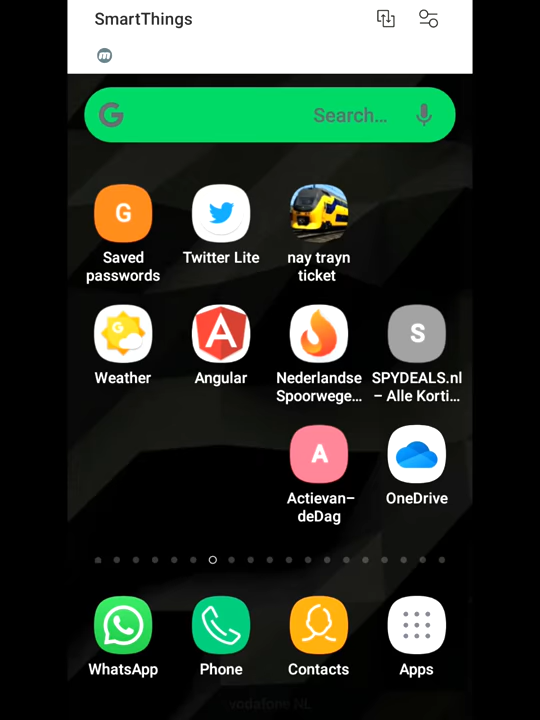 SmartThings
m
G Search...
G
Saved
passwords
Twitter Lite
nay trayn
ticket
G
Weather
A
Angular
Nederlandse
Spoorwege...
S
SPYDEALS.nl
– Alle Korti...
A
Actievan–
deDag
OneDrive
WhatsApp
Phone
Contacts
Apps
vodafone NL